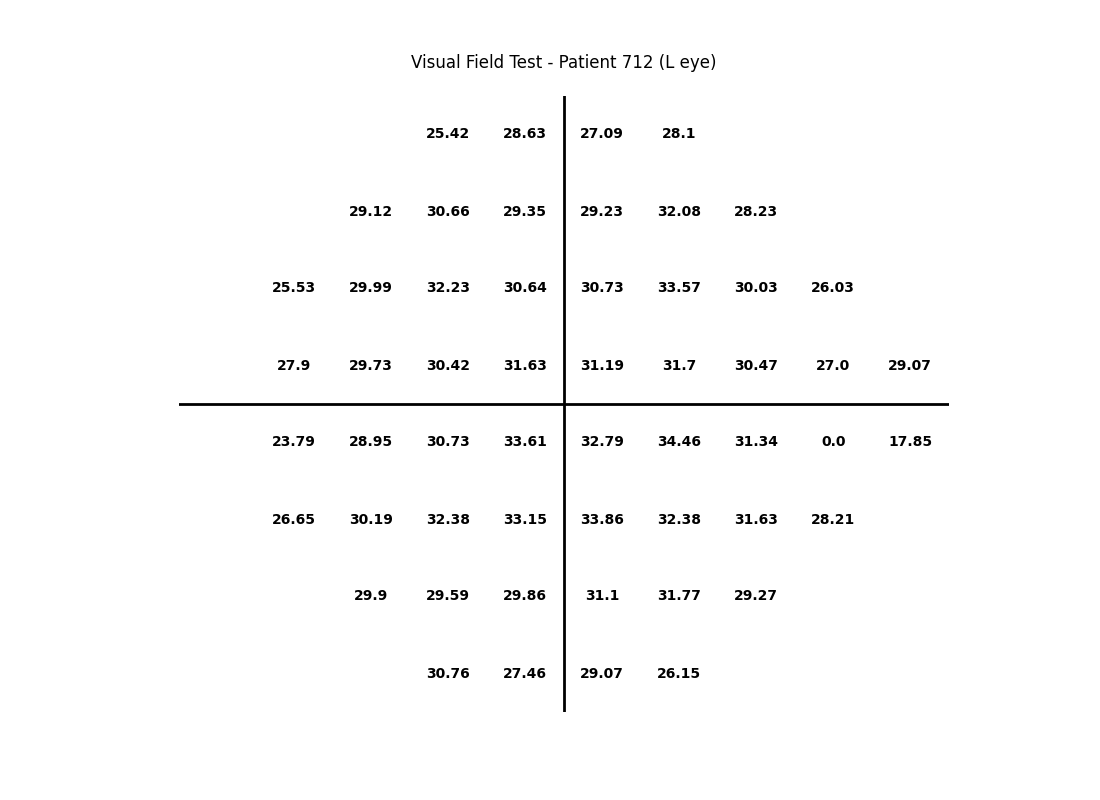 Visual Field Test - Patient 712 (L eye)
25.42 28.63 27.09 28.1
29.12 30.66 29.35 29.23 32.08 28.23
25.53 29.99 32.23 30.64 30.73 33.57 30.03 26.03
27.9 29.73 30.42 31.63 31.19 31.7 30.47 27.0 29.07
23.79 28.95 30.73 33.61 32.79 34.46 31.34 0.0 17.85
26.65 30.19 32.38 33.15 33.86 32.38 31.63 28.21
29.9 29.59 29.86 31.1 31.77 29.27
30.76 27.46 29.07 26.15